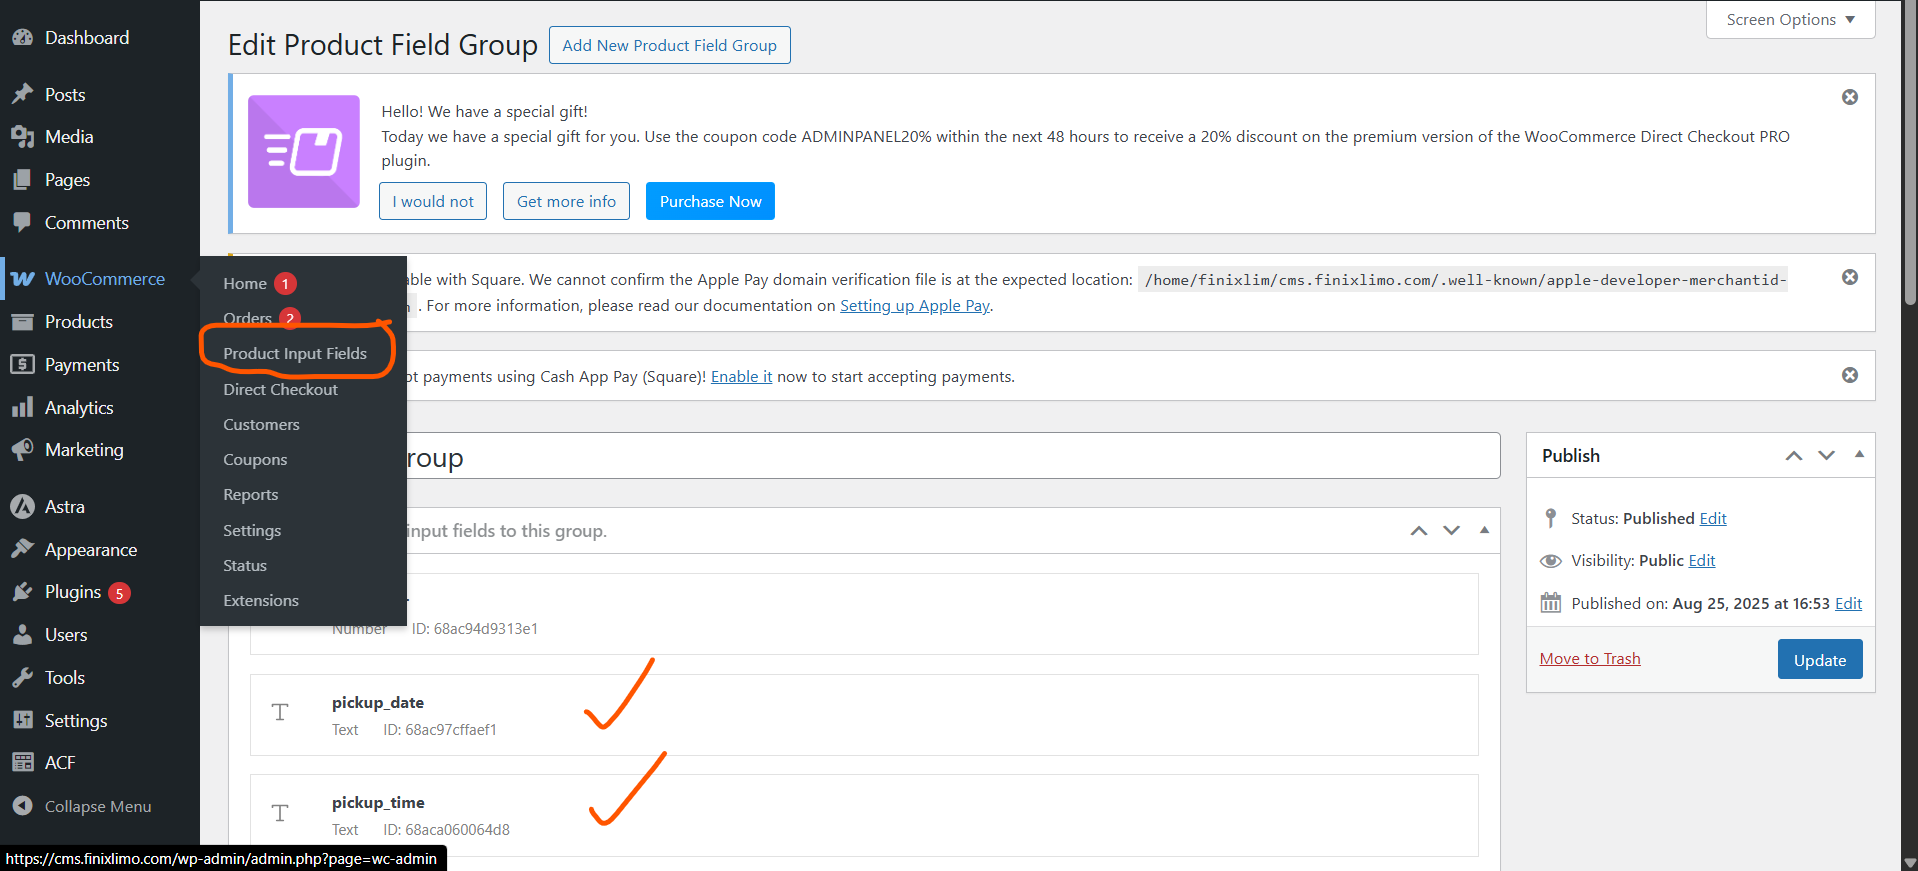 Screen Options
Dashboard
Edit Product Field Group
Add New Product Field Group
Posts
Media
Pages
Comments
Hello! We have a special gift!
Today we have a special gift for you. Use the coupon code ADMINPANEL20% within the next 48 hours to receive a 20% discount on the premium version of the WooCommerce Direct Checkout PRO
plugin.
I would not
Get more info
Purchase Now
WooCommerce
Products
Payments
Analytics
Marketing
Astra
Appearance
Plugins 5
Users
Tools
Settings
ACF
Collapse Menu
Home 1
Orders 2
Product Input Fields
Direct Checkout
Customers
Coupons
Reports
Settings
Status
Extensions
able with Square. We cannot confirm the Apple Pay domain verification file is at the expected location: /home/finixlim/cms.finixlimo.com/.well-known/apple-developer-merchantid-
. For more information, please read our documentation on Setting up Apple Pay.
pt payments using Cash App Pay (Square)! Enable it now to start accepting payments.
roup
input fields to this group.
Number ID: 68ac94d9313e1
pickup_date
Text ID: 68ac97cffaef1
pickup_time
Text ID: 68aca060064d8
Publish
Status: Published Edit
Visibility: Public Edit
Published on: Aug 25, 2025 at 16:53 Edit
Move to Trash
Update
https://cms.finixlimo.com/wp-admin/admin.php?page=wc-admin